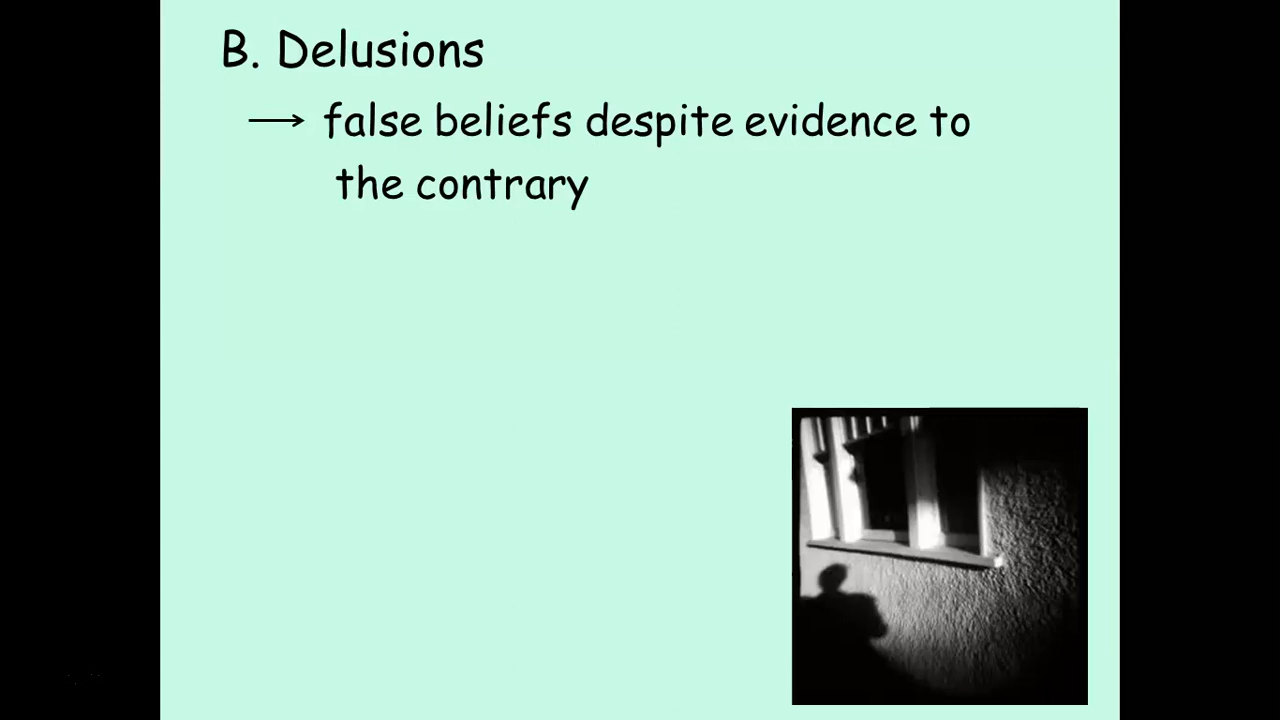 B. Delusions
→ false beliefs despite evidence to
the contrary